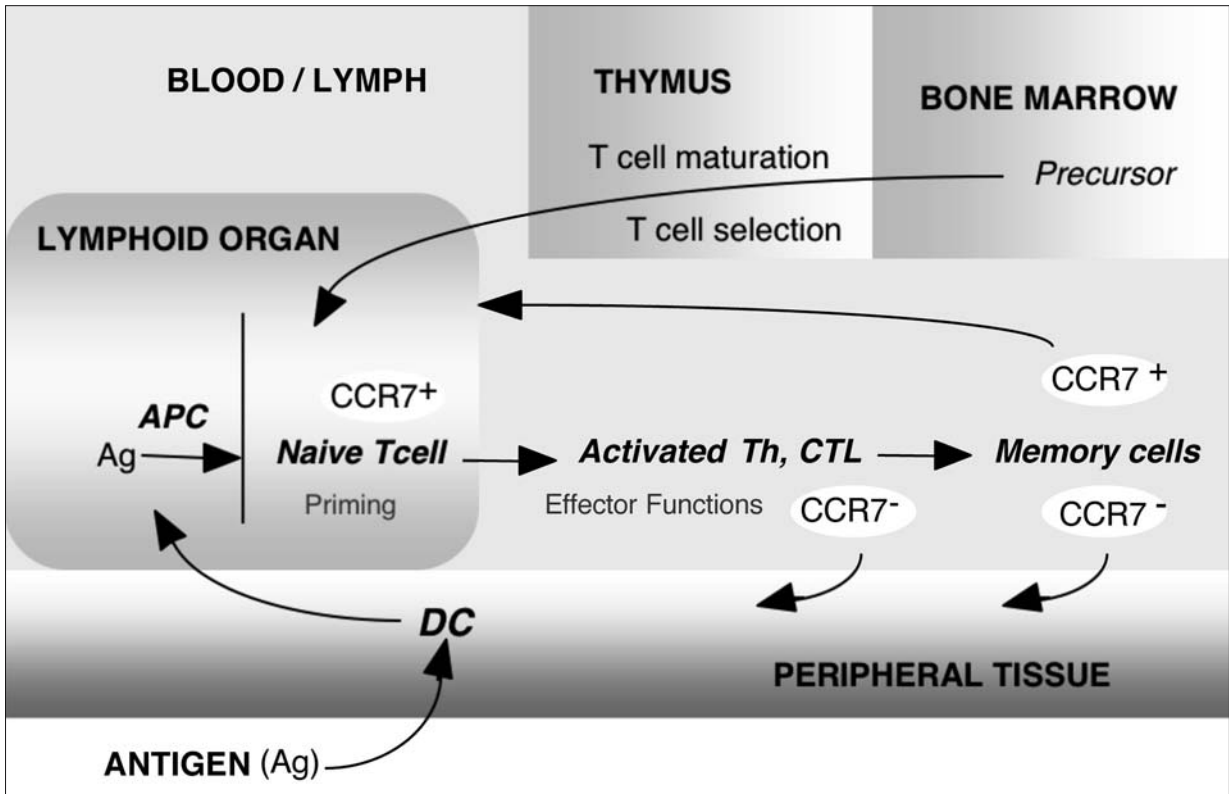 BLOOD / LYMPH
THYMUS
BONE MARROW
T cell maturation
Precursor
T cell selection
LYMPHOID ORGAN
CCR7+
CCR7 +
APC
Ag
Naive Tcell
Activated Th, CTL
Memory cells
Priming
Effector Functions
CCR7-
CCR7 -
DC
PERIPHERAL TISSUE
ANTIGEN (Ag)